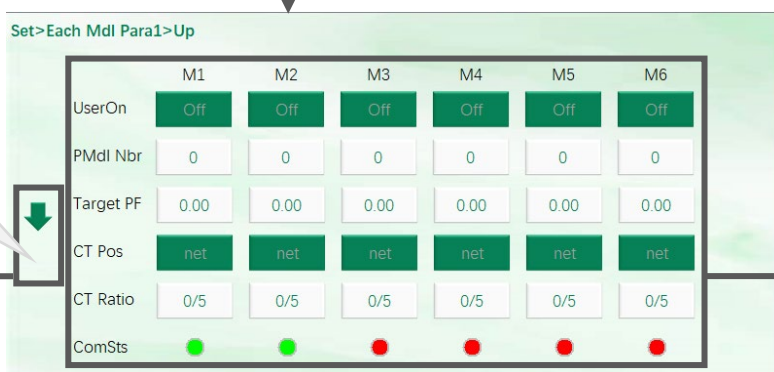 Set>Each Mdl Para1>Up
M1 M2 M3 M4 M5 M6
UserOn Off Off Off Off Off Off
PMdl Nbr 0 0 0 0 0 0
Target PF 0.00 0.00 0.00 0.00 0.00 0.00
CT Pos net net net net net net
CT Ratio 0/5 0/5 0/5 0/5 0/5 0/5
ComSts